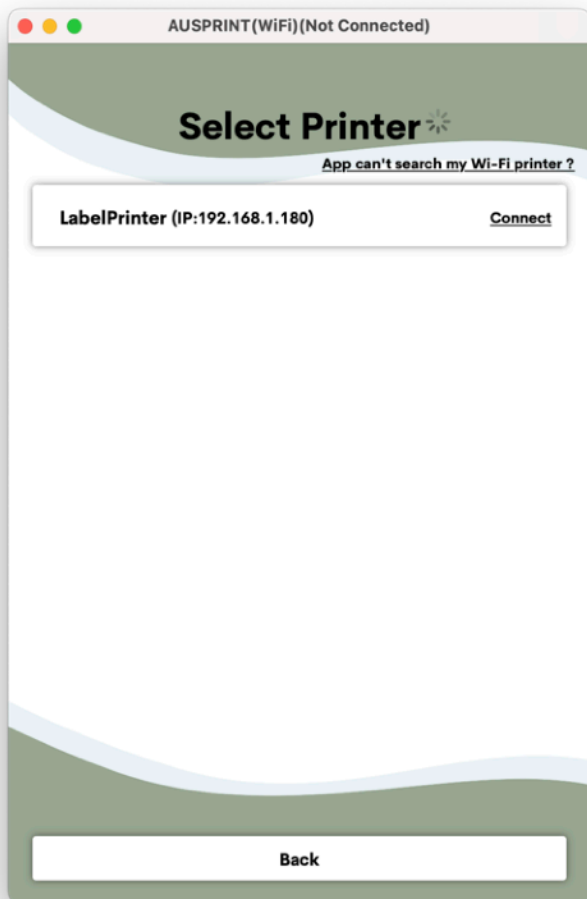 AUSPRINT(WiFi)(Not Connected)
Select Printer
App can't search my Wi-Fi printer ?
LabelPrinter (IP:192.168.1.180) Connect
Back